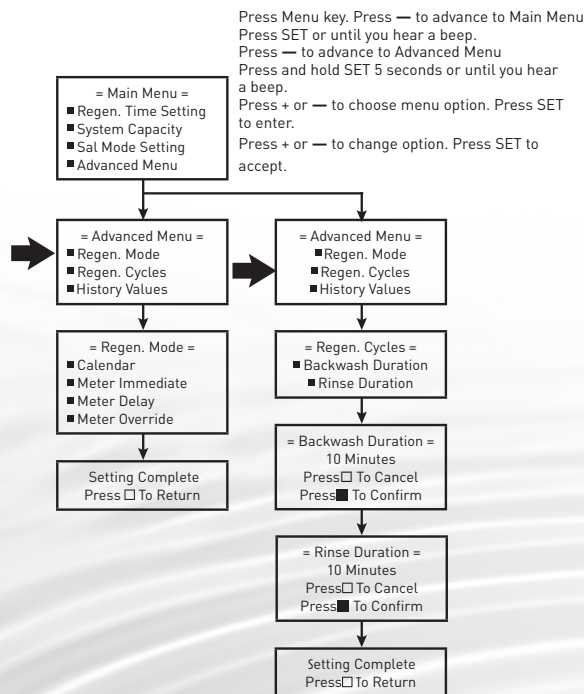 Press Menu key. Press — to advance to Main Menu
Press SET or until you hear a beep.
Press — to advance to Advanced Menu
Press and hold SET 5 seconds or until you hear
a beep.
Press + or — to choose menu option. Press SET
to enter.
Press + or — to change option. Press SET to
accept.
= Main Menu =
■ Regen. Time Setting
■ System Capacity
■ Sal Mode Setting
■ Advanced Menu
= Advanced Menu =
■ Regen. Mode
■ Regen. Cycles
■ History Values
= Regen. Mode =
■ Calendar
■ Meter Immediate
■ Meter Delay
■ Meter Override
Setting Complete
Press □ To Return
= Advanced Menu =
■ Regen. Mode
■ Regen. Cycles
■ History Values
= Regen. Cycles =
■ Backwash Duration
■ Rinse Duration
= Backwash Duration =
10 Minutes
Press□ To Cancel
Press■ To Confirm
= Rinse Duration =
10 Minutes
Press□ To Cancel
Press■ To Confirm
Setting Complete
Press□ To Return